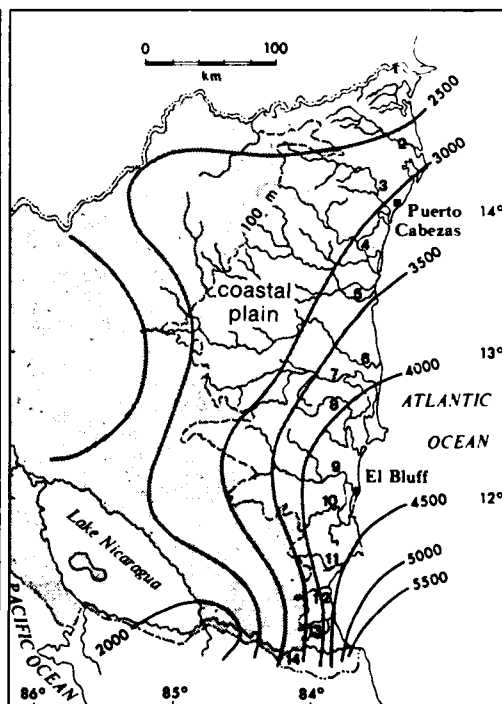 0 100
km
1
2500
2
3000
3
14°
Puerto
Cabezas
100 m
4
3500
5
coastal
plain
13°
6
7
4000
8
ATLANTIC
OCEAN
9
El Bluff
12°
10
4500
Lake Nicaragua
11
5000
12
5500
13
2000
14
PACIFIC OCEAN
86° 85° 84°